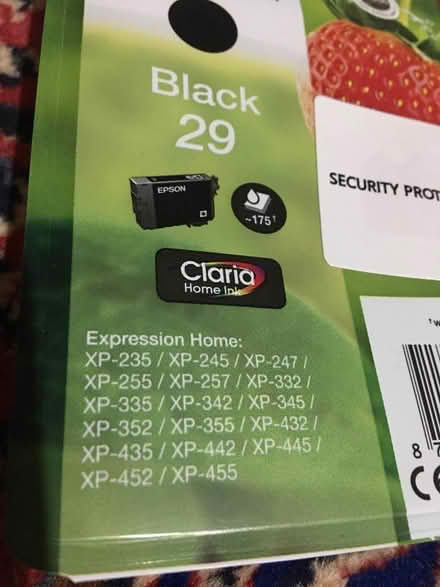 Black
29
EPSON
~175¹
Claria
Home Ink
SECURITY PROT
Expression Home:
XP-235 / XP-245 / XP-247 /
XP-255 / XP-257 / XP-332 /
XP-335 / XP-342 / XP-345 /
XP-352 / XP-355 / XP-432 /
XP-435 / XP-442 / XP-445 /
XP-452 / XP-455
8
CE